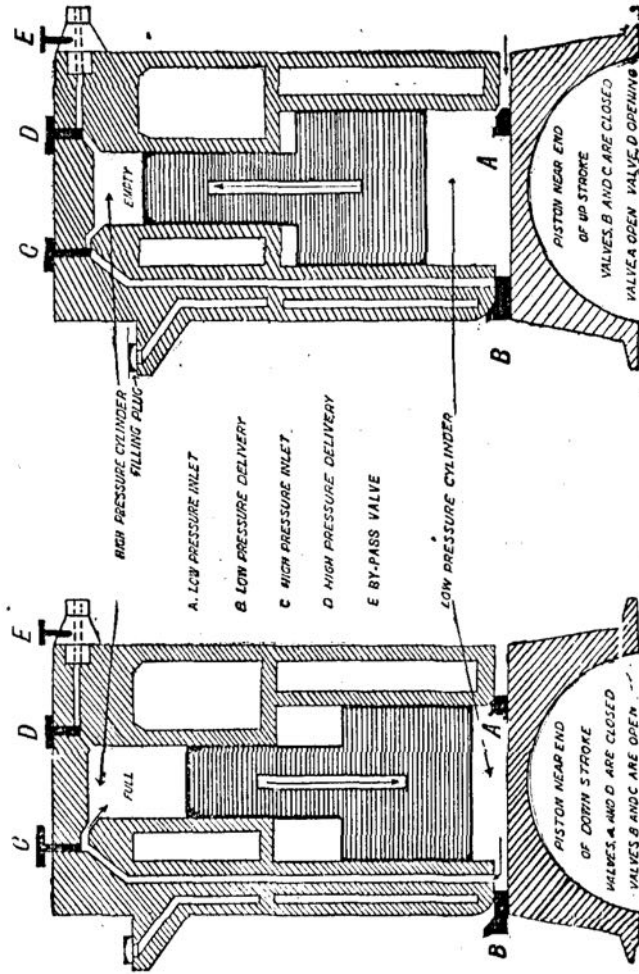 C
D
E
FULL
A
B
PISTON NEAR END
OF DOWN STROKE
VALVES, A AND D ARE CLOSED
VALVES B AND C ARE OPEN
HIGH PRESSURE CYLINDER
FILLING PLUG
A. LOW PRESSURE INLET
B. LOW PRESSURE DELIVERY
C HIGH PRESSURE INLET
D HIGH PRESSURE DELIVERY
E BY-PASS VALVE
LOW PRESSURE CYLINDER
C
D
E
EMPTY
A
B
PISTON NEAR END
OF UP STROKE
VALVES, B AND C ARE CLOSED
VALVE A OPEN VALVE D OPENING